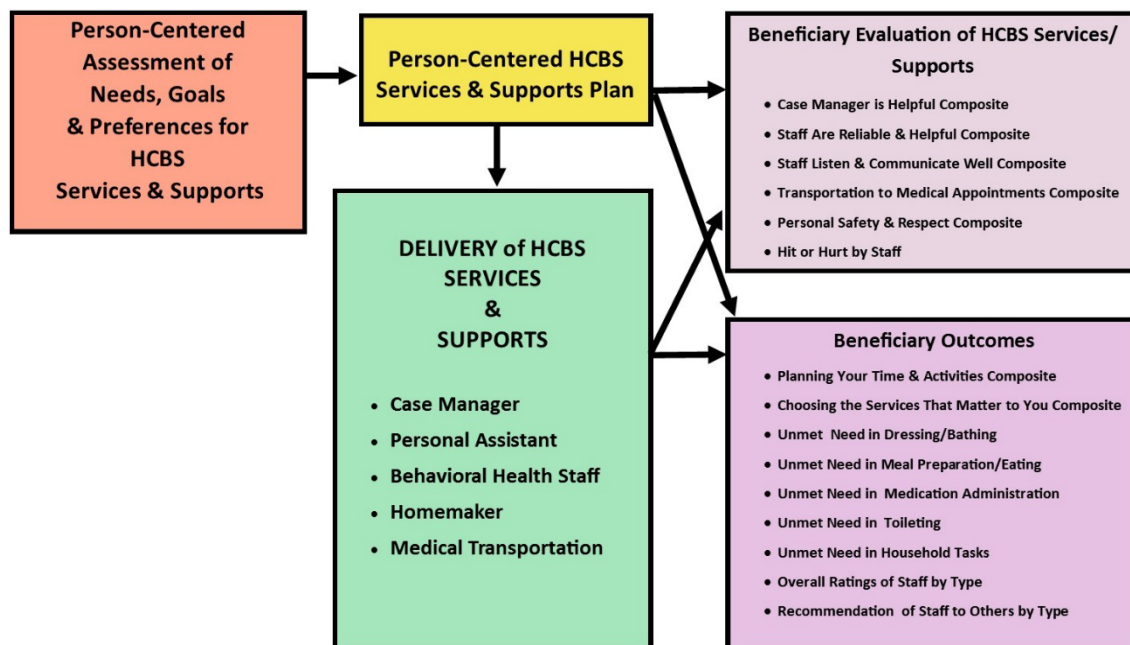 Person-Centered
Assessment of
Needs, Goals
& Preferences for
HCBS
Services & Supports
Person-Centered HCBS
Services & Supports Plan
DELIVERY of HCBS
SERVICES
&
SUPPORTS
• Case Manager
• Personal Assistant
• Behavioral Health Staff
• Homemaker
• Medical Transportation
Beneficiary Evaluation of HCBS Services/
Supports
• Case Manager is Helpful Composite
• Staff Are Reliable & Helpful Composite
• Staff Listen & Communicate Well Composite
• Transportation to Medical Appointments Composite
• Personal Safety & Respect Composite
• Hit or Hurt by Staff
Beneficiary Outcomes
• Planning Your Time & Activities Composite
• Choosing the Services That Matter to You Composite
• Unmet Need in Dressing/Bathing
• Unmet Need in Meal Preparation/Eating
• Unmet Need in Medication Administration
• Unmet Need in Toileting
• Unmet Need in Household Tasks
• Overall Ratings of Staff by Type
• Recommendation of Staff to Others by Type